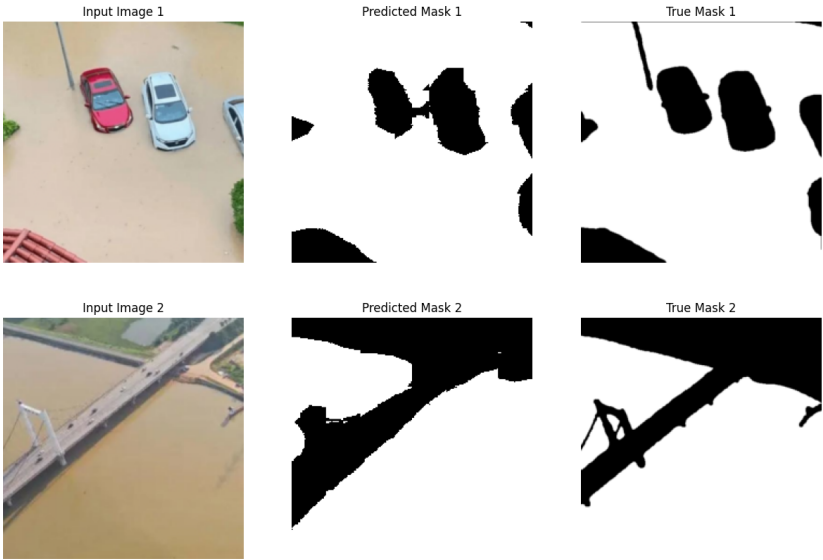 Input Image 1
Predicted Mask 1
True Mask 1
Input Image 2
Predicted Mask 2
True Mask 2